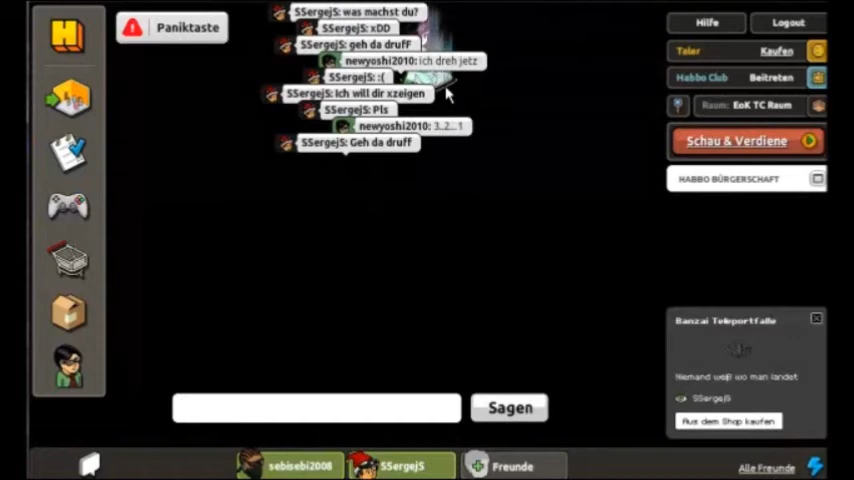 Paniktaste
SSergejS: was machst du?
SSergejS: xDD
SSergejS: geh da drufF
newyoshi2010: ich dreh jetz
SSergejS: :(
SSergejS: Ich will dir xzeigen
SSergejS: Pls
newyoshi2010: 3..2...1
SSergejS: Geh da druff
Hilfe
Logout
Taler
Kaufen
Habbo Club
Beitreten
Raum: EoK TC Raum
Schau & Verdiene
HABBO BÜRGERSCHAFT
Banzai Teleportfalle
Niemand weiß wo man landet
SSergejS
Aus dem Shop kaufen
Sagen
sebisebi2008
SSergejS
Freunde
Alle Freunde